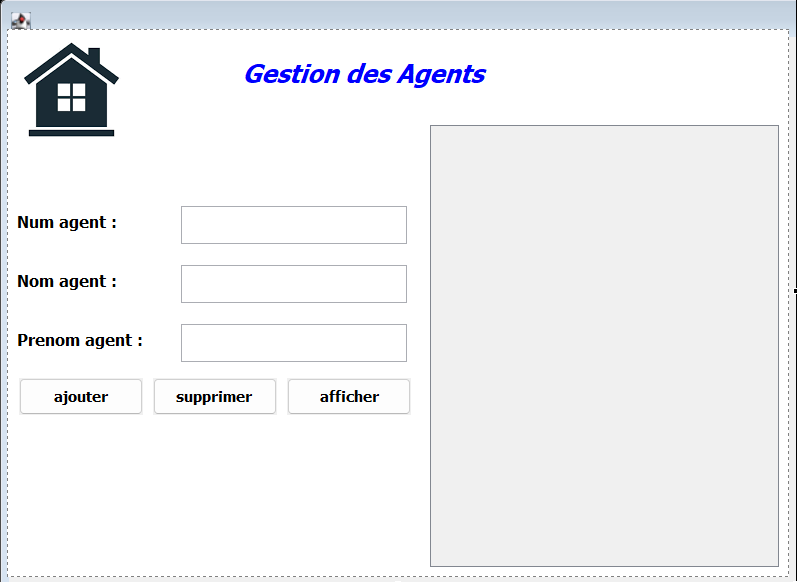 Gestion des Agents
Num agent :
Nom agent :
Prenom agent :
ajouter supprimer afficher